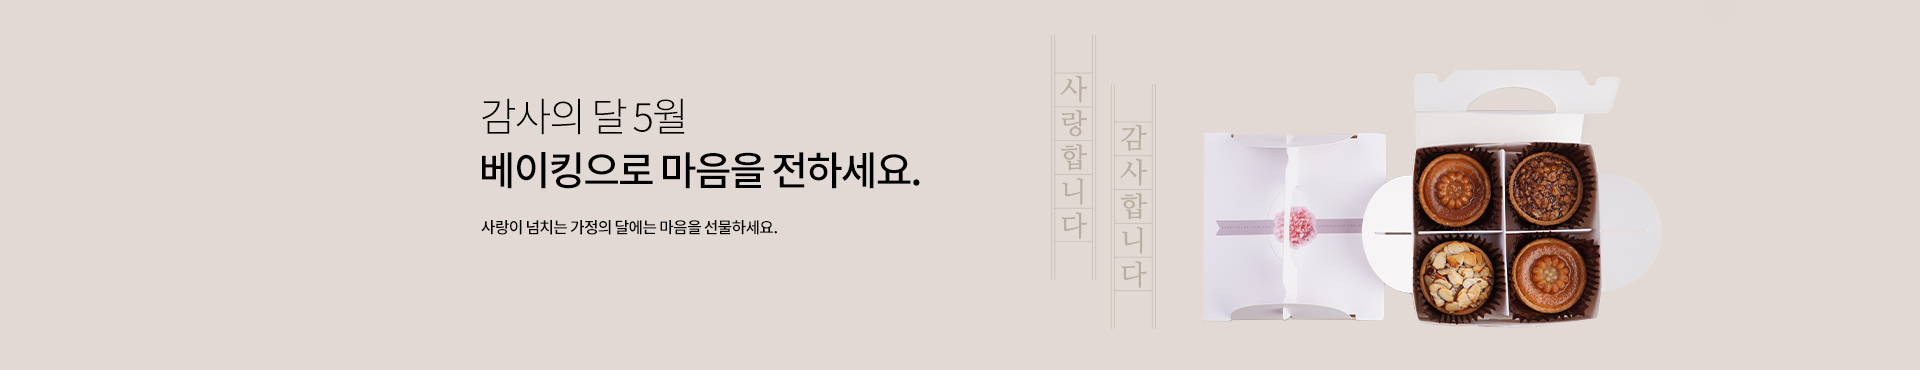 감사의 달 5월
베이킹으로 마음을 전하세요.
사랑이 넘치는 가정의 달에는 마음을 선물하세요.
사랑합니다
감사합니다